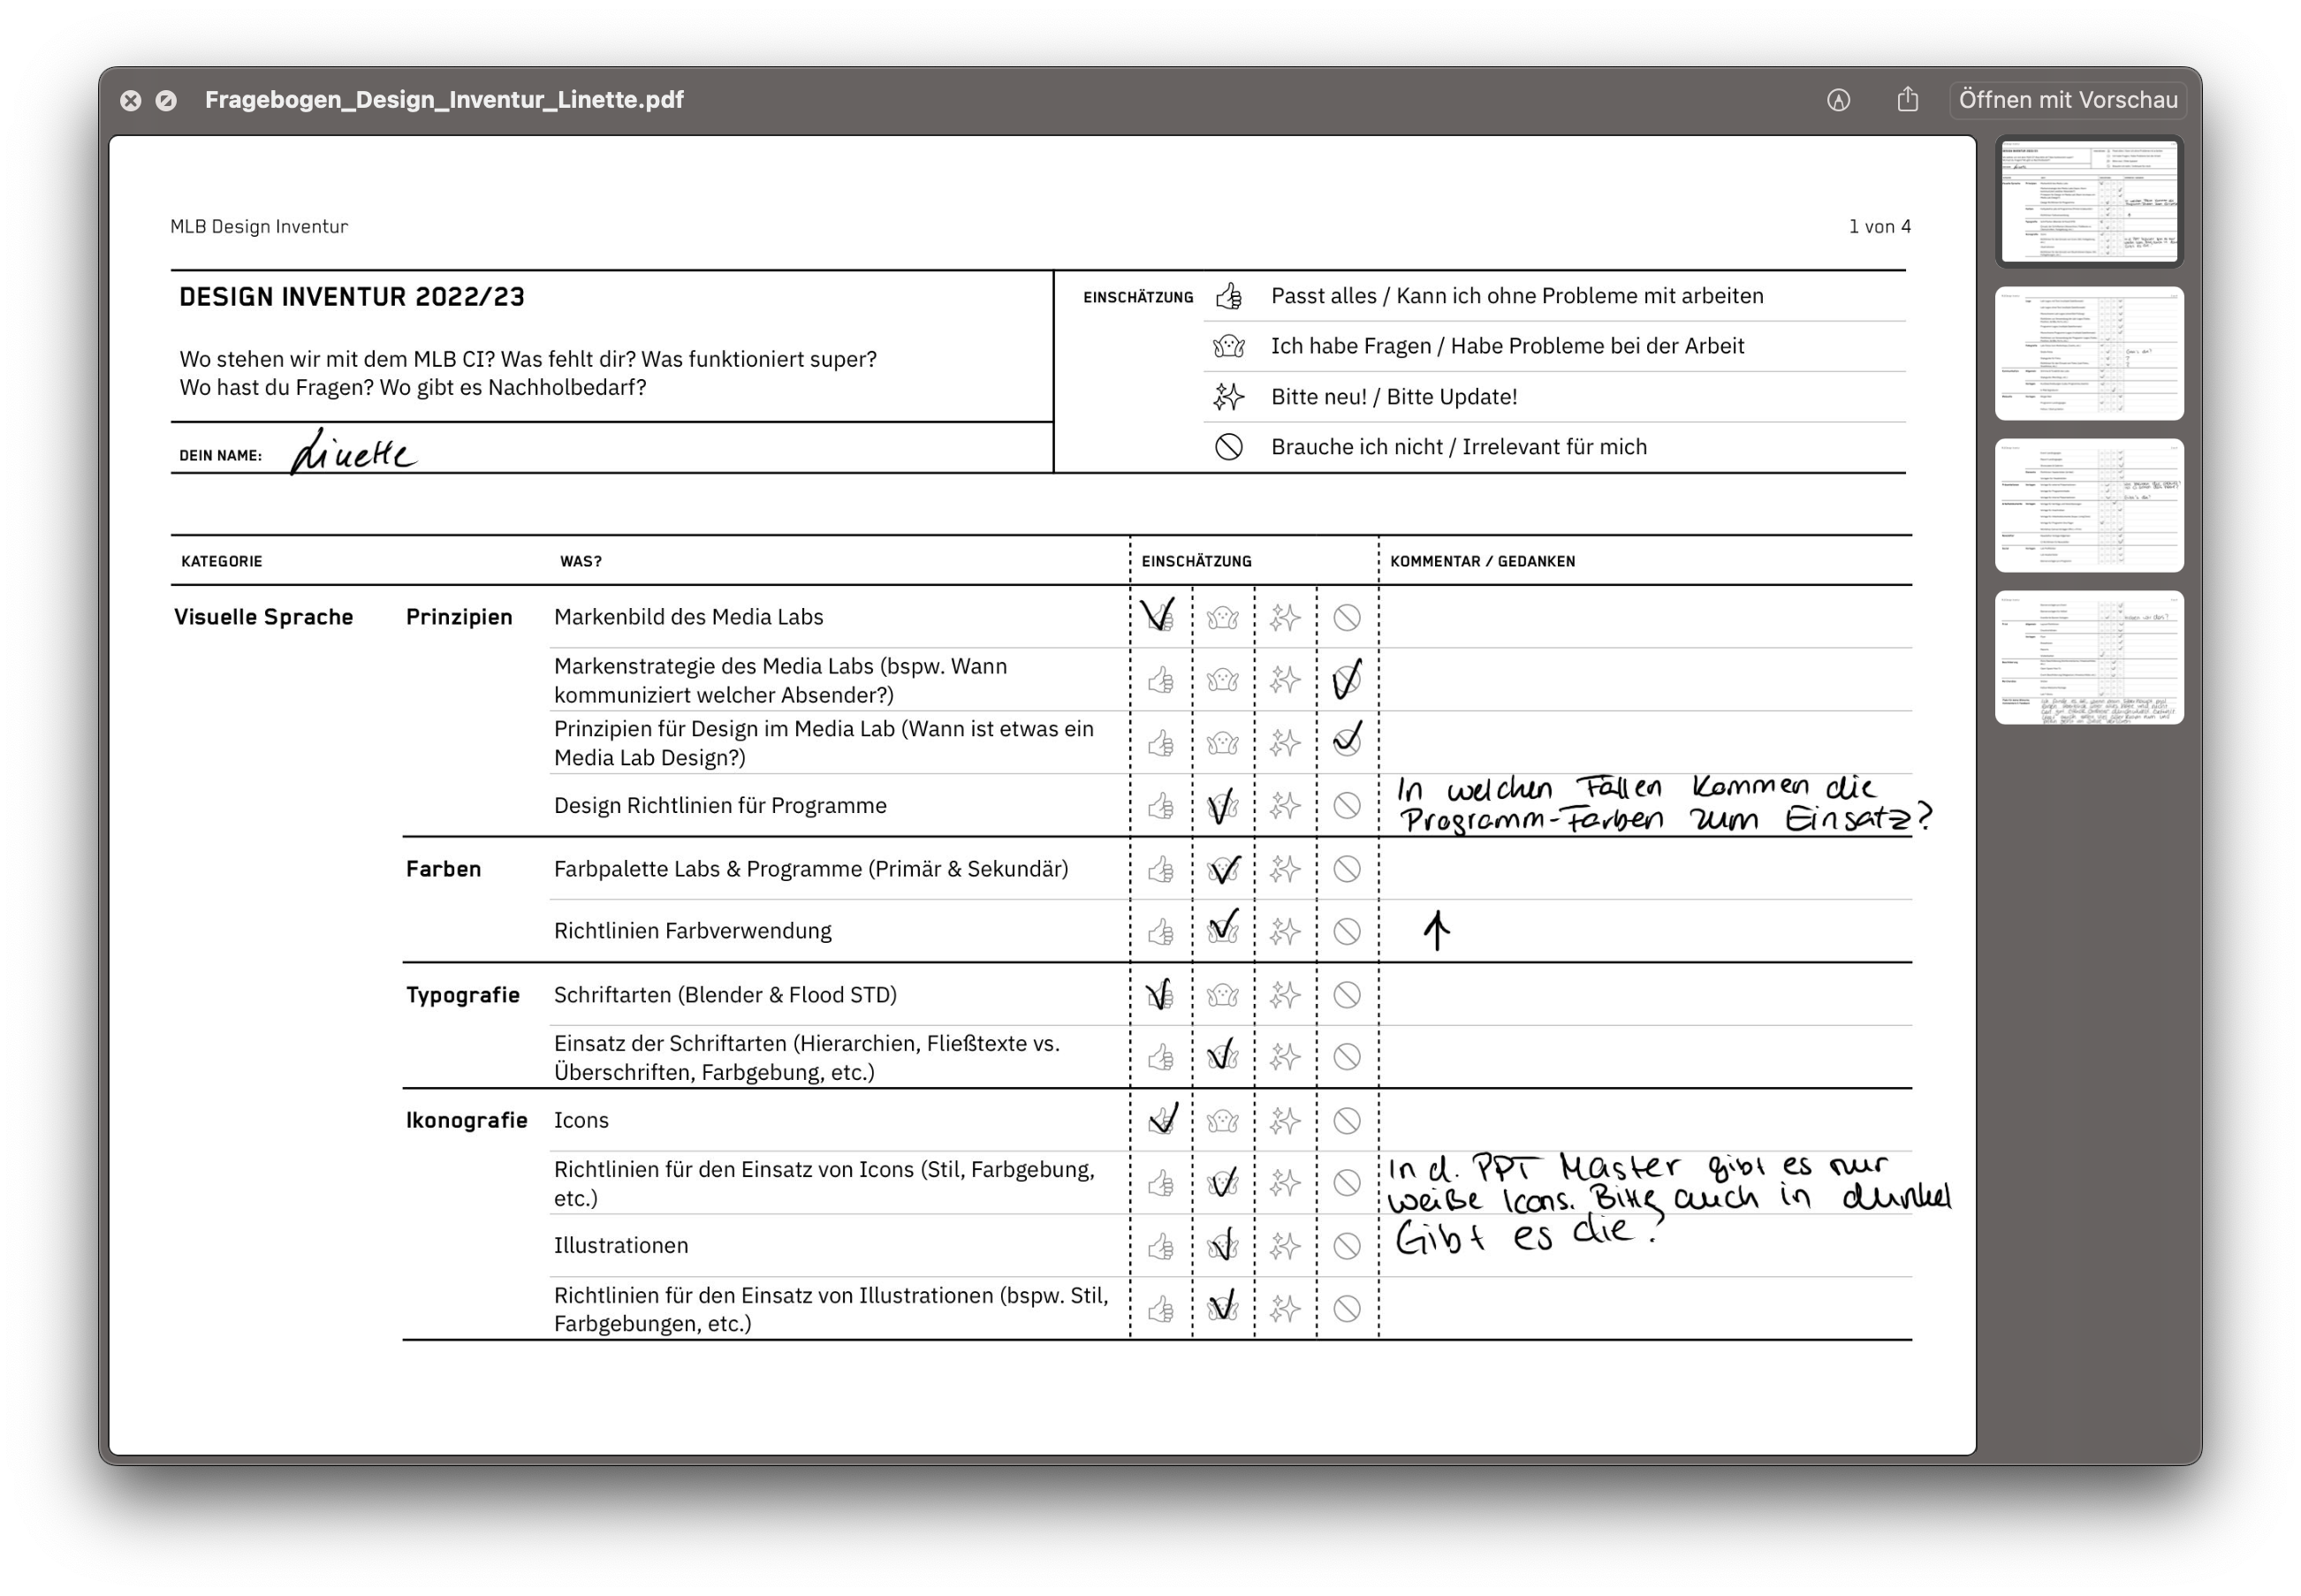 Fragebogen_Design_Inventur_Linette.pdf
Öffnen mit Vorschau
MLB Design Inventur
1 von 4
DESIGN INVENTUR 2022/23
Wo stehen wir mit dem MLB CI? Was fehlt dir? Was funktioniert super?
Wo hast du Fragen? Wo gibt es Nachholbedarf?
DEIN NAME: Linette
EINSCHÄTZUNG
Passt alles / Kann ich ohne Probleme mit arbeiten
Ich habe Fragen / Habe Probleme bei der Arbeit
Bitte neu! / Bitte Update!
Brauche ich nicht / Irrelevant für mich
KATEGORIE WAS? EINSCHÄTZUNG KOMMENTAR / GEDANKEN
Visuelle Sprache Prinzipien Markenbild des Media Labs
Markenstrategie des Media Labs (bspw. Wann
kommuniziert welcher Absender?)
Prinzipien für Design im Media Lab (Wann ist etwas ein
Media Lab Design?)
Design Richtlinien für Programme
In welchen Fällen kommen die
Programm-Farben zum Einsatz?
Farben Farbpalette Labs & Programme (Primär & Sekundär)
Richtlinien Farbverwendung ↑
Typografie Schriftarten (Blender & Flood STD)
Einsatz der Schriftarten (Hierarchien, Fließtexte vs.
Überschriften, Farbgebung, etc.)
Ikonografie Icons
Richtlinien für den Einsatz von Icons (Stil, Farbgebung,
etc.)
In d. PPT Master gibt es nur
weiße Icons. Bitte auch in dunkel
Illustrationen Gibt es die?
Richtlinien für den Einsatz von Illustrationen (bspw. Stil,
Farbgebungen, etc.)